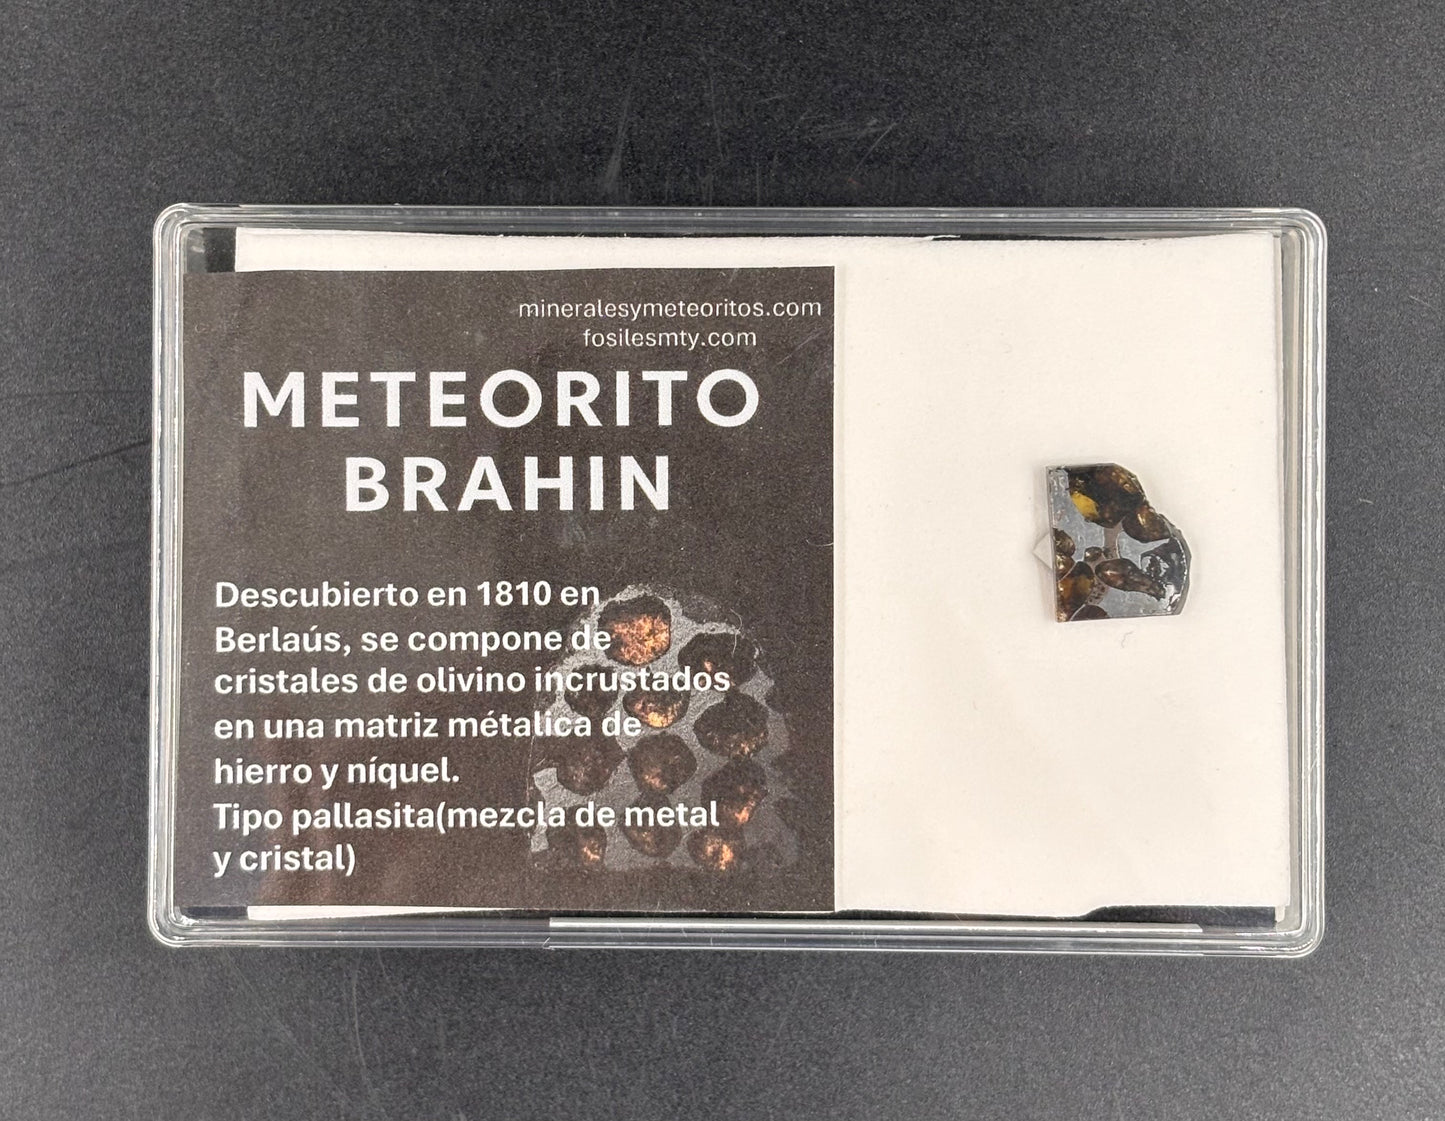 mineralesymeteoritos.com
fosilesmty.com
METEORITO
BRAHIN
Descubierto en 1810 en
Berlaús, se compone de
cristales de olivino incrustados
en una matriz métalica de
hierro y níquel.
Tipo pallasita(mezcla de metal
y cristal)